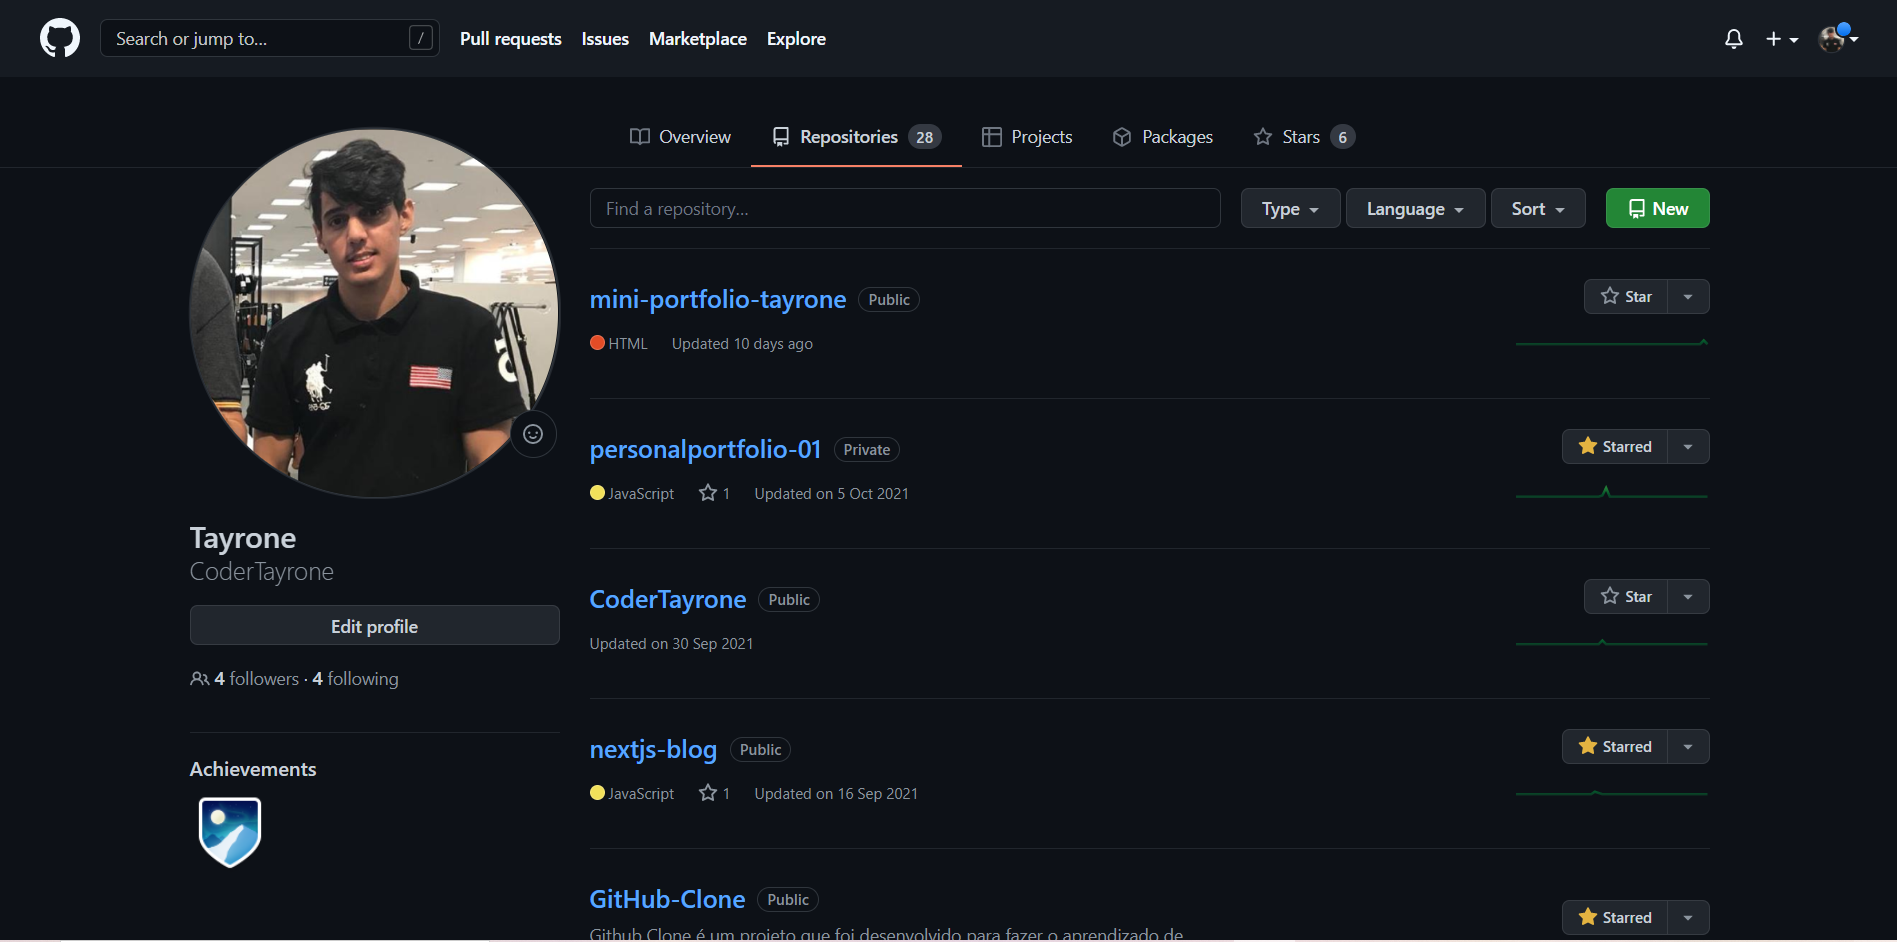 Search or jump to... /
Pull requests Issues Marketplace Explore
Overview Repositories 28 Projects Packages Stars 6
Find a repository... Type Language Sort New
mini-portfolio-tayrone Public Star
HTML Updated 10 days ago
personalportfolio-01 Private Starred
JavaScript 1 Updated on 5 Oct 2021
Tayrone
CoderTayrone
Edit profile
4 followers · 4 following
Achievements
CoderTayrone Public Star
Updated on 30 Sep 2021
nextjs-blog Public Starred
JavaScript 1 Updated on 16 Sep 2021
GitHub-Clone Public Starred
Github Clone é um projeto que foi desenvolvido para fazer o aprendizado de